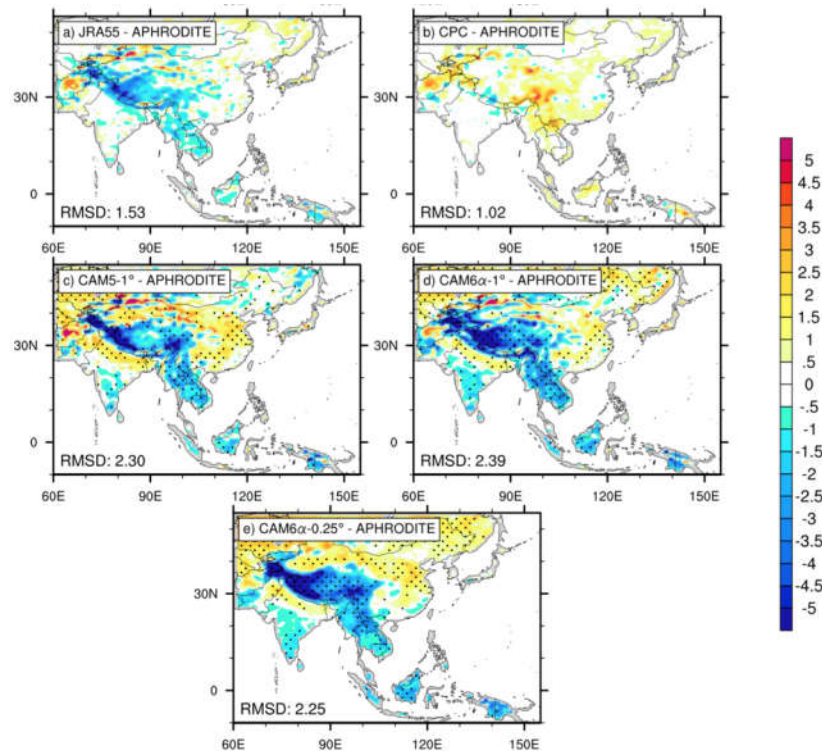 a) JRA55 - APHRODITE
b) CPC - APHRODITE
30N
30N
0
0
RMSD: 1.53
RMSD: 1.02
60E 90E 120E 150E
60E 90E 120E 150E
c) CAM5-1° - APHRODITE
d) CAM6α-1° - APHRODITE
30N
30N
0
0
RMSD: 2.30
RMSD: 2.39
60E 90E 120E 150E
60E 90E 120E 150E
e) CAM6α-0.25° - APHRODITE
30N
0
RMSD: 2.25
60E 90E 120E 150E
5
4.5
4
3.5
3
2.5
2
1.5
1
.5
0
-.5
-1
-1.5
-2
-2.5
-3
-3.5
-4
-4.5
-5